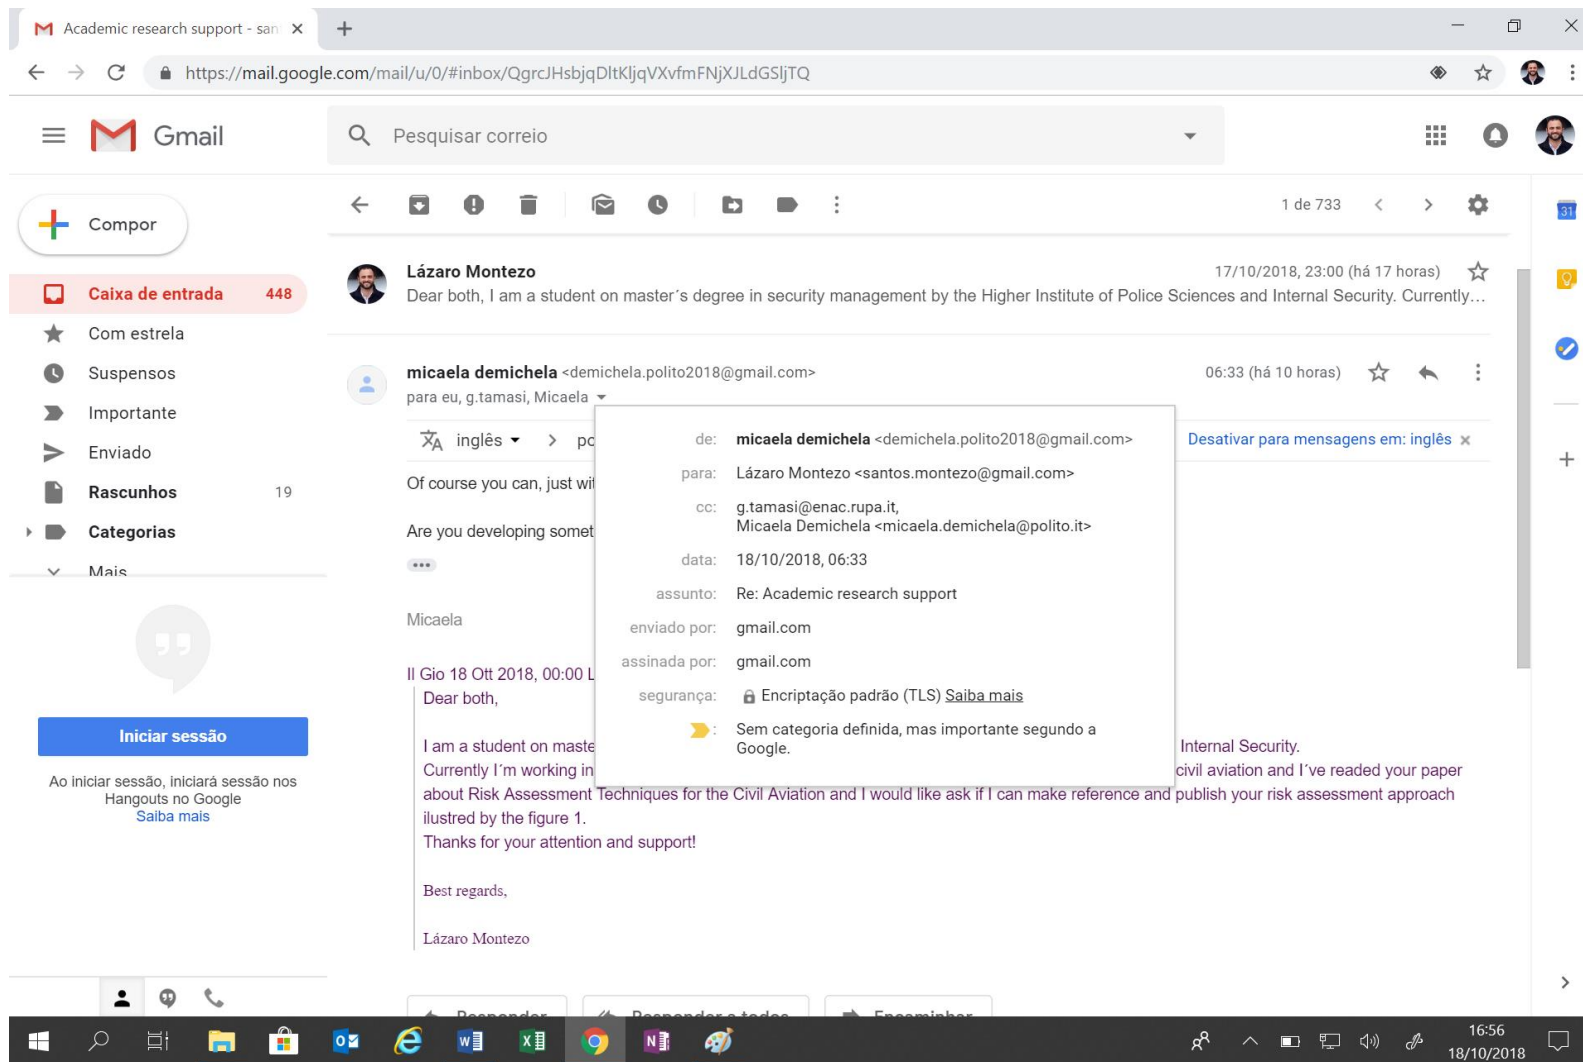 Academic research support - san
https://mail.google.com/mail/u/0/#inbox/QgrcJHsbjqDltKljqVXvfmFNjXJLdGSljTQ
Gmail
Pesquisar correio
Compor
1 de 733
31
Caixa de entrada 448
Com estrela
Suspensos
Importante
Enviado
Rascunhos 19
Categorias
Mais
Iniciar sessão
Ao iniciar sessão, iniciará sessão nos
Hangouts no Google
Saiba mais
Lázaro Montezo 17/10/2018, 23:00 (há 17 horas)
Dear both, I am a student on master´s degree in security management by the Higher Institute of Police Sciences and Internal Security. Currently…
micaela demichela <demichela.polito2018@gmail.com> 06:33 (há 10 horas)
para eu, g.tamasi, Micaela
inglês > Desativar para mensagens em: inglês ×
Of course you can, just
Are you developing
...
Micaela
Il Gio 18 Ott 2018, 00:00
Dear both,
I am a student on Internal Security.
Currently I´m working in civil aviation and I´ve readed your paper
about Risk Assessment Techniques for the Civil Aviation and I would like ask if I can make reference and publish your risk assessment approach
ilustred by the figure 1.
Thanks for your attention and support!
Best regards,
Lázaro Montezo
de: micaela demichela <demichela.polito2018@gmail.com>
para: Lázaro Montezo <santos.montezo@gmail.com>
cc: g.tamasi@enac.rupa.it,
Micaela Demichela <micaela.demichela@polito.it>
data: 18/10/2018, 06:33
assunto: Re: Academic research support
enviado por: gmail.com
assinada por: gmail.com
segurança: Encriptação padrão (TLS) Saiba mais
: Sem categoria definida, mas importante segundo a
Google.
Responder Responder a todos Encaminhar
16:56
18/10/2018